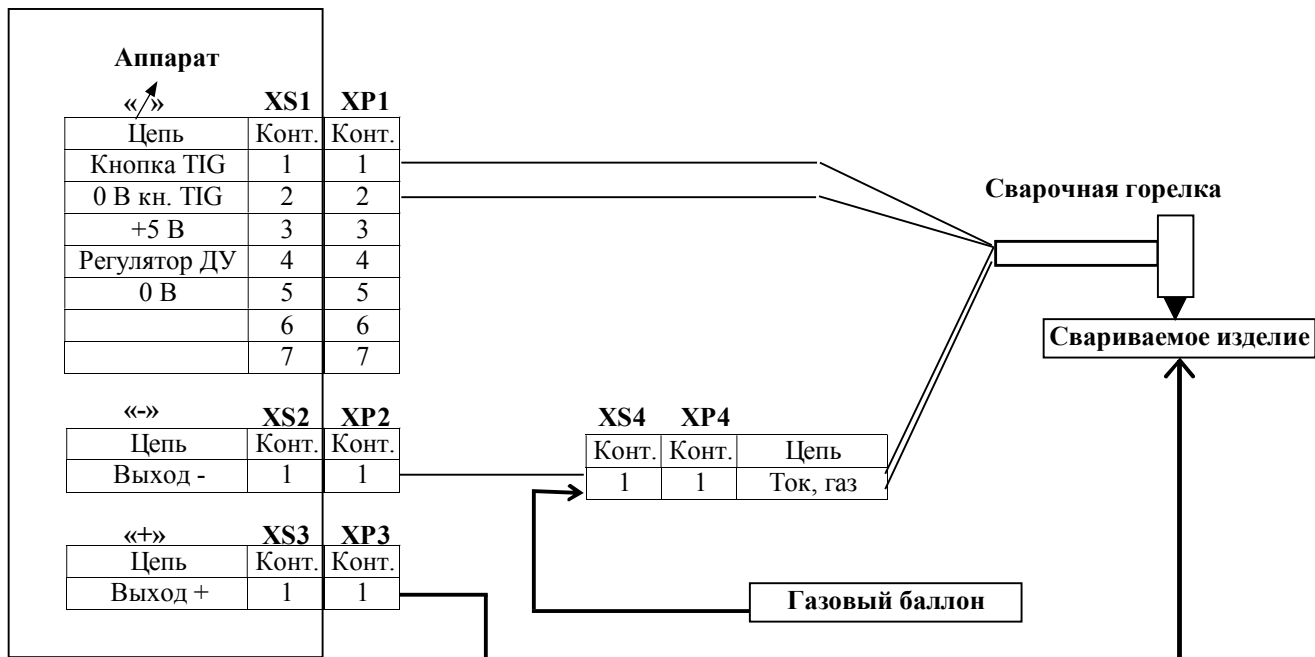 Аппарат
«↗» XS1 XP1
Цепь Конт. Конт.
Кнопка TIG 1 1
0 В кн. TIG 2 2
+5 В 3 3
Регулятор ДУ 4 4
0 В 5 5
6 6
7 7
Сварочная горелка
Свариваемое изделие
«-» XS2 XP2
Цепь Конт. Конт.
Выход - 1 1
XS4 XP4
Конт. Конт. Цепь
1 1 Ток, газ
«+» XS3 XP3
Цепь Конт. Конт.
Выход + 1 1
Газовый баллон